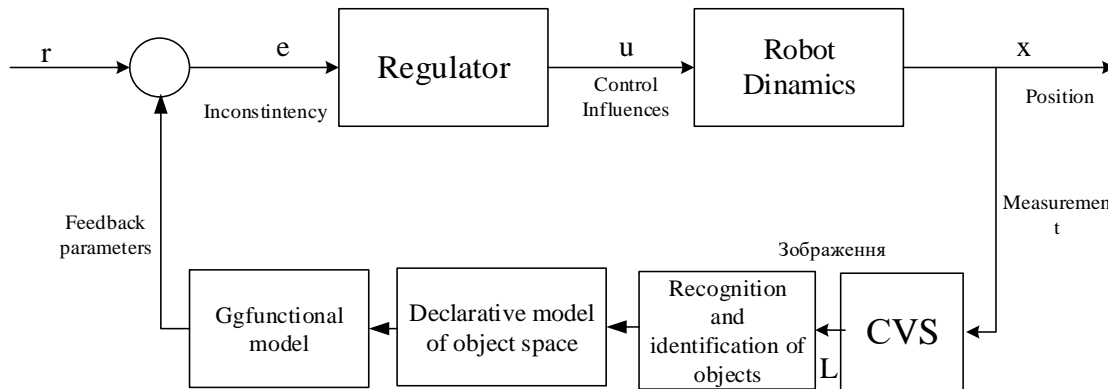 r
e
Regulator
u
Robot
Dinamics
x
Inconstintency
Control
Influences
Position
Feedback
parameters
Measuremen
t
Зображення
Ggfunctional
model
Declarative model
of object space
Recognition
and
identification of
objects
L
CVS